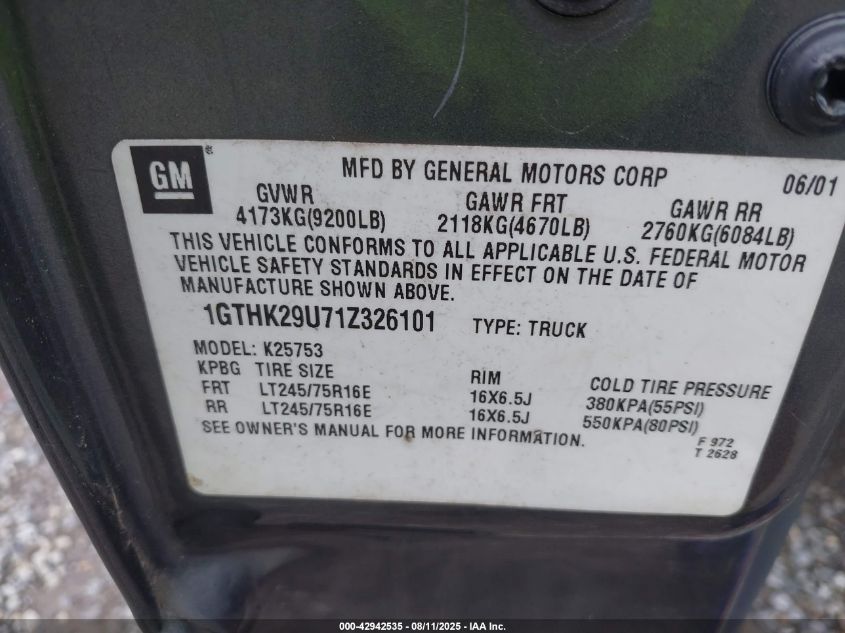 GM
MFD BY GENERAL MOTORS CORP 06/01
GVWR GAWR FRT GAWR RR
4173KG(9200LB) 2118KG(4670LB) 2760KG(6084LB)
THIS VEHICLE CONFORMS TO ALL APPLICABLE U.S. FEDERAL MOTOR
VEHICLE SAFETY STANDARDS IN EFFECT ON THE DATE OF
MANUFACTURE SHOWN ABOVE.
1GTHK29U71Z326101 TYPE: TRUCK
MODEL: K25753
KPBG TIRE SIZE RIM COLD TIRE PRESSURE
FRT LT245/75R16E 16X6.5J 380KPA(55PSI)
RR LT245/75R16E 16X6.5J 550KPA(80PSI)
SEE OWNER'S MANUAL FOR MORE INFORMATION.
F 972
T 2628
000-42942535 - 08/11/2025 - IAA Inc.